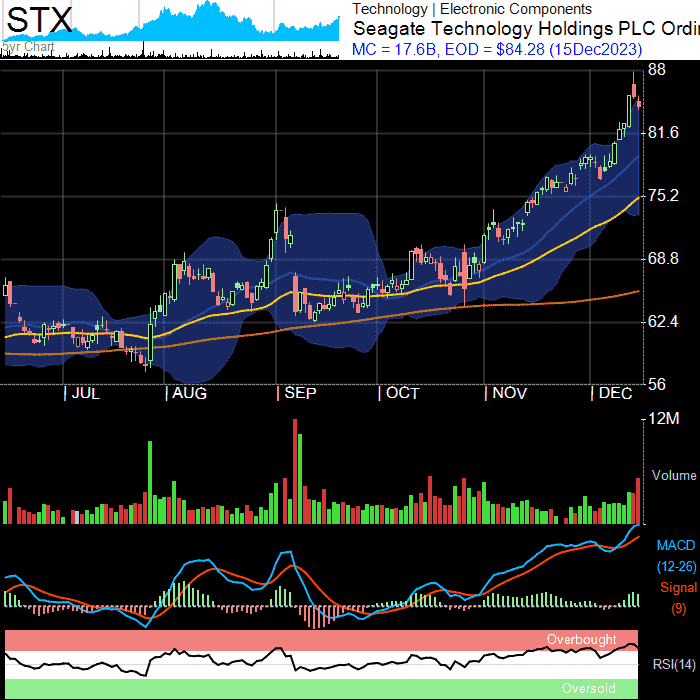 STX
5yr Chart
Technology | Electronic Components
Seagate Technology Holdings PLC Ordi
MC = 17.6B, EOD = $84.28 (15Dec2023)
88
81.6
75.2
68.8
62.4
56
JUL
AUG
SEP
OCT
NOV
DEC
12M
Volume
MACD
(12-26)
Signal
(9)
Overbought
RSI(14)
Oversold